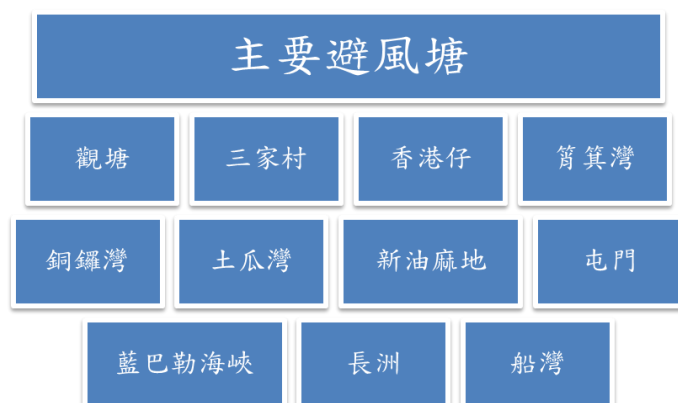 主要避風塘
觀塘 三家村 香港仔 筲箕灣
銅鑼灣 土瓜灣 新油麻地 屯門
藍巴勒海峽 長洲 船灣